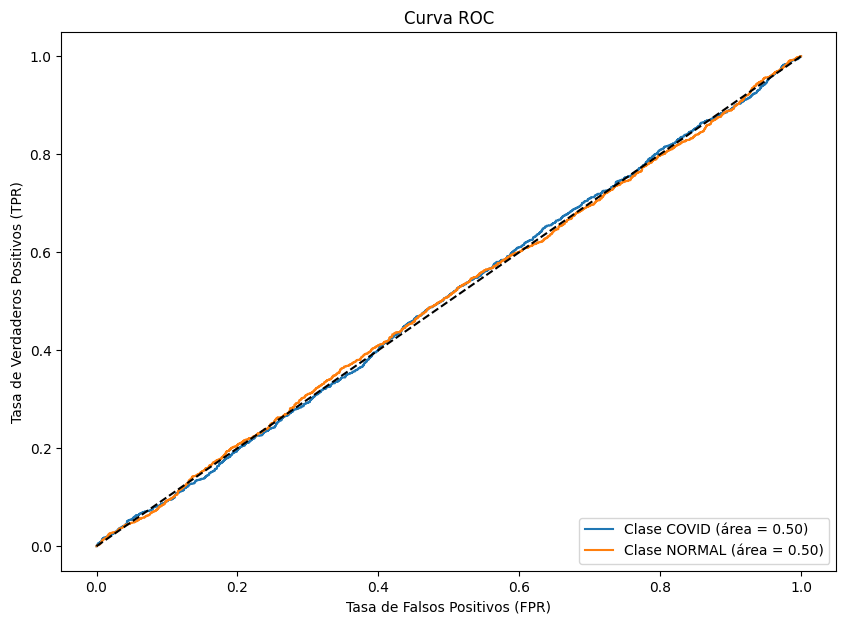 Curva ROC
Tasa de Verdaderos Positivos (TPR)
1.0
0.8
0.6
0.4
0.2
0.0
Clase COVID (área = 0.50)
Clase NORMAL (área = 0.50)
0.0 0.2 0.4 0.6 0.8 1.0
Tasa de Falsos Positivos (FPR)